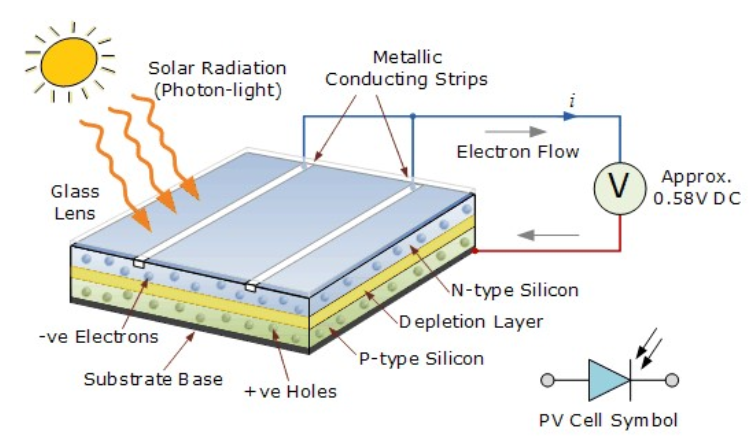 Solar Radiation
(Photon-light)
Metallic
Conducting Strips
i
Electron Flow
V
Approx.
0.58V DC
Glass
Lens
N-type Silicon
Depletion Layer
P-type Silicon
-ve Electrons
Substrate Base
+ve Holes
PV Cell Symbol